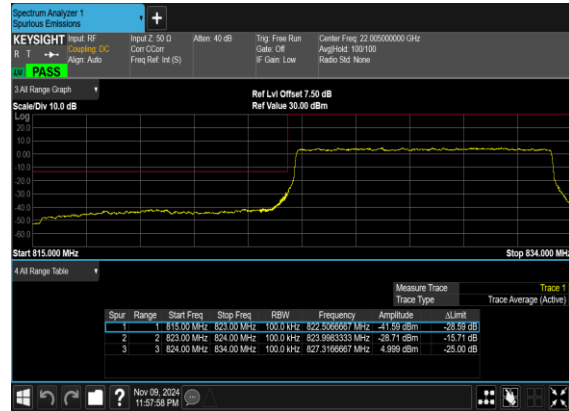 Spectrum Analyzer 1
Spurious Emissions
+
KEYSIGHT Input: RF Input Z: 50 Ω Atten: 40 dB Trig: Free Run Center Freq: 22.005000000 GHz
R T Coupling: DC Corr CCorr Gate: Off Avg|Hold: 100/100
Align: Auto Freq Ref: Int (S) IF Gain: Low Radio Std: None
PASS
3 All Range Graph
Ref Lvl Offset 7.50 dB
Scale/Div 10.0 dB Ref Value 30.00 dBm
Log
20.0
10.0
0.00
-10.0
-20.0
-30.0
-40.0
-50.0
-60.0
Start 815.000 MHz Stop 834.000 MHz
4 All Range Table
Measure Trace Trace 1
Trace Type Trace Average (Active)
Spur Range Start Freq Stop Freq RBW Frequency Amplitude ΔLimit
1 1 815.00 MHz 823.00 MHz 100.0 kHz 822.5066667 MHz -41.59 dBm -28.59 dB
2 2 823.00 MHz 824.00 MHz 100.0 kHz 823.9983333 MHz -28.71 dBm -15.71 dB
3 3 824.00 MHz 834.00 MHz 100.0 kHz 827.3166667 MHz 4.999 dBm -25.00 dB
? Nov 09, 2024
11:57:58 PM